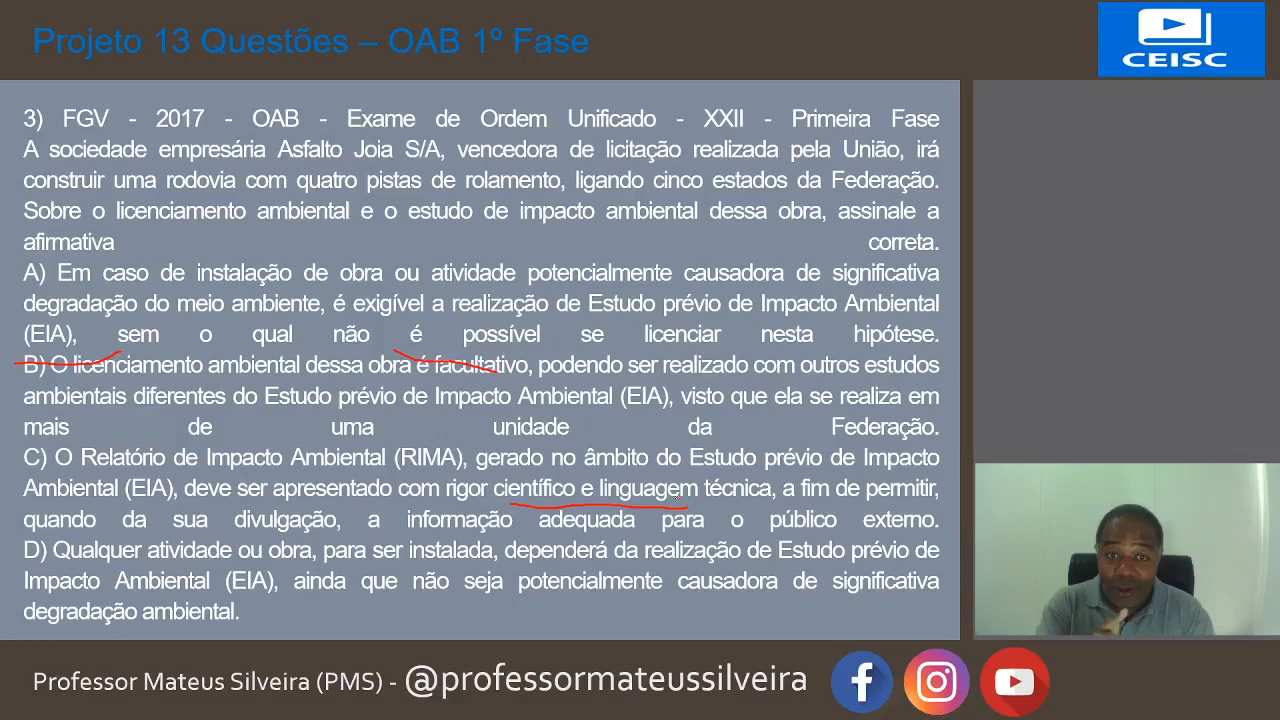 Projeto 13 Questões – OAB 1º Fase
CEISC
3) FGV - 2017 - OAB - Exame de Ordem Unificado - XXII - Primeira Fase
A sociedade empresária Asfalto Joia S/A, vencedora de licitação realizada pela União, irá
construir uma rodovia com quatro pistas de rolamento, ligando cinco estados da Federação.
Sobre o licenciamento ambiental e o estudo de impacto ambiental dessa obra, assinale a
afirmativa correta.
A) Em caso de instalação de obra ou atividade potencialmente causadora de significativa
degradação do meio ambiente, é exigível a realização de Estudo prévio de Impacto Ambiental
(EIA), sem o qual não é possível se licenciar nesta hipótese.
B) O licenciamento ambiental dessa obra é facultativo, podendo ser realizado com outros estudos
ambientais diferentes do Estudo prévio de Impacto Ambiental (EIA), visto que ela se realiza em
mais de uma unidade da Federação.
C) O Relatório de Impacto Ambiental (RIMA), gerado no âmbito do Estudo prévio de Impacto
Ambiental (EIA), deve ser apresentado com rigor científico e linguagem técnica, a fim de permitir,
quando da sua divulgação, a informação adequada para o público externo.
D) Qualquer atividade ou obra, para ser instalada, dependerá da realização de Estudo prévio de
Impacto Ambiental (EIA), ainda que não seja potencialmente causadora de significativa
degradação ambiental.
Professor Mateus Silveira (PMS) - @professormateussilveira